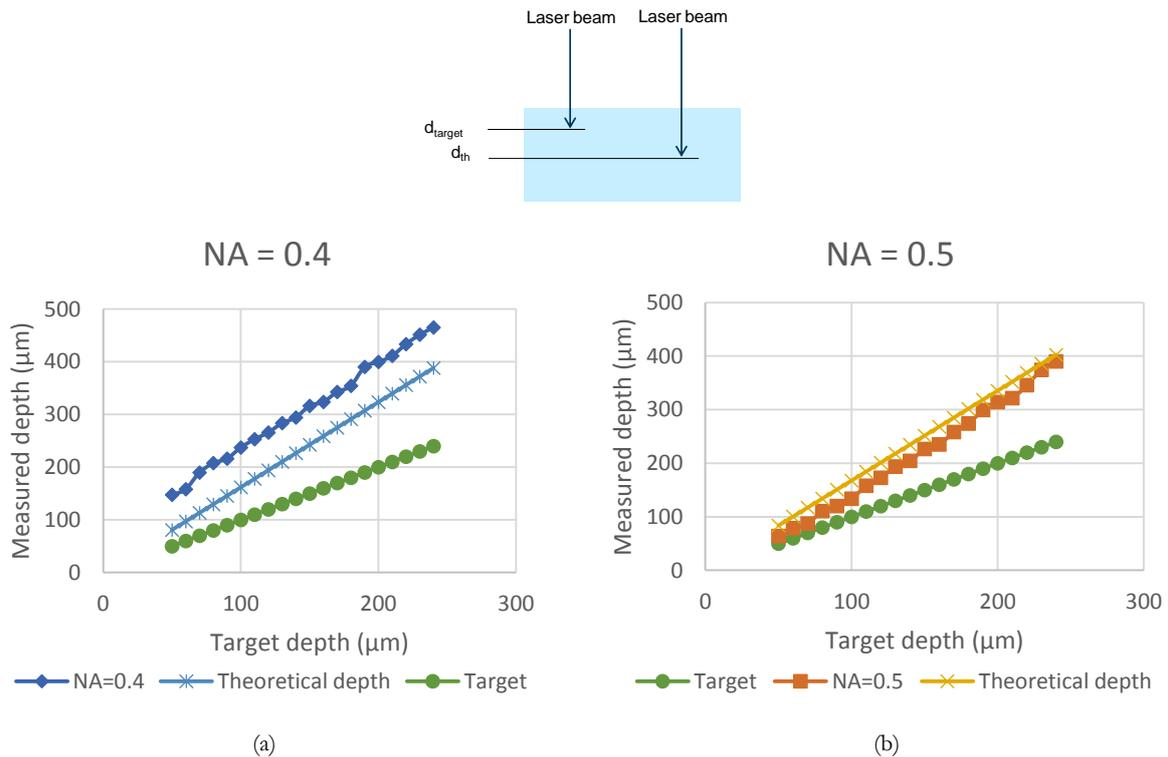 Laser beam Laser beam
d_target
d_th
NA = 0.4
Measured depth (µm)
500
400
300
200
100
0
0 100 200 300
Target depth (µm)
NA=0.4 Theoretical depth Target
(a)
NA = 0.5
Measured depth (µm)
500
400
300
200
100
0
0 100 200 300
Target depth (µm)
Target NA=0.5 Theoretical depth
(b)